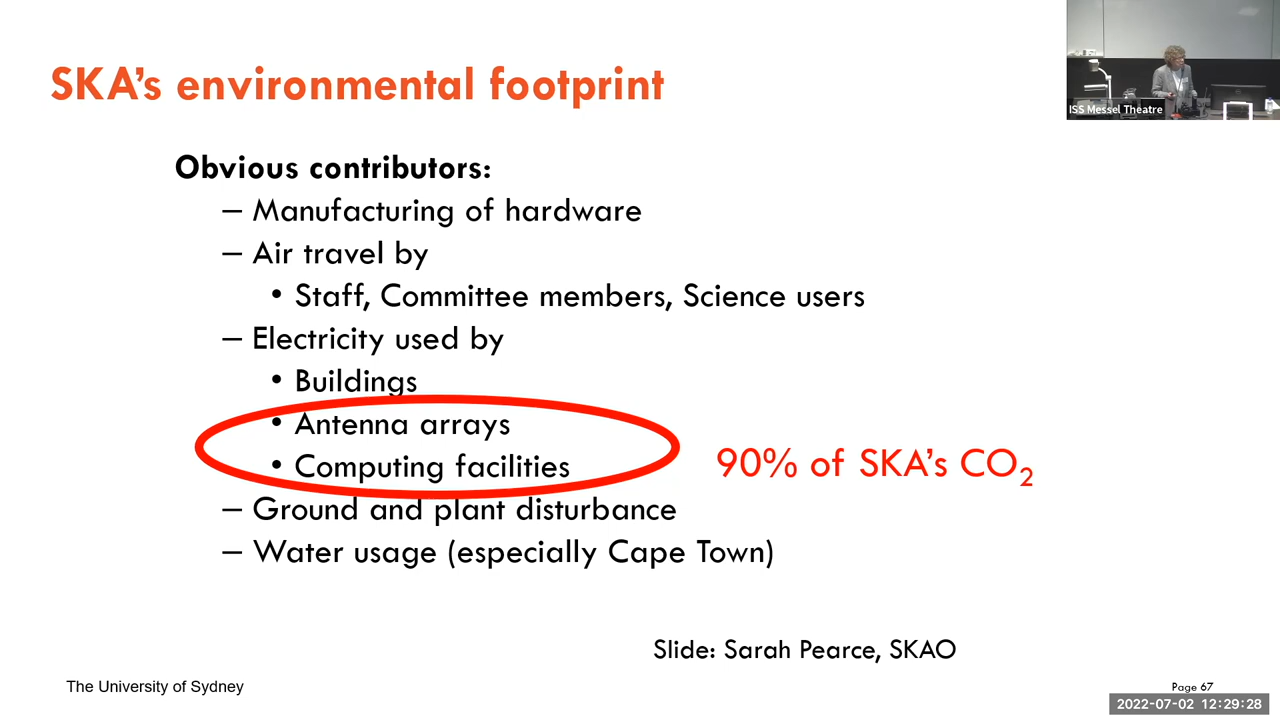 SKA's environmental footprint
ISS Messel Theatre
Obvious contributors:
– Manufacturing of hardware
– Air travel by
• Staff, Committee members, Science users
– Electricity used by
• Buildings
• Antenna arrays
• Computing facilities
90% of SKA's CO₂
– Ground and plant disturbance
– Water usage (especially Cape Town)
Slide: Sarah Pearce, SKAO
The University of Sydney
Page 67
2022-07-02 12:29:28